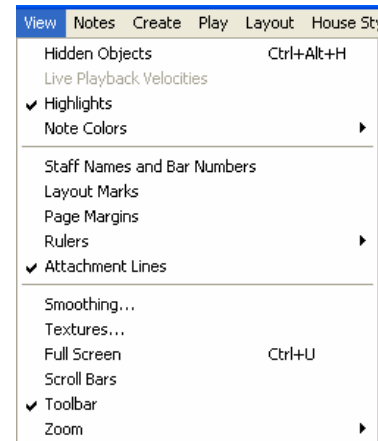 View Notes Create Play Layout House Sty
Hidden Objects Ctrl+Alt+H
Live Playback Velocities
Highlights
Note Colors
Staff Names and Bar Numbers
Layout Marks
Page Margins
Rulers
Attachment Lines
Smoothing...
Textures...
Full Screen Ctrl+U
Scroll Bars
Toolbar
Zoom